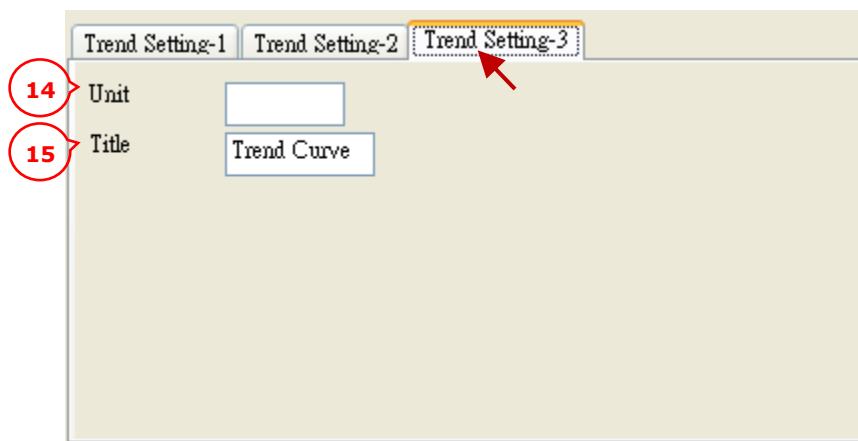 Trend Setting-1 Trend Setting-2 Trend Setting-3
14 Unit
15 Title Trend Curve